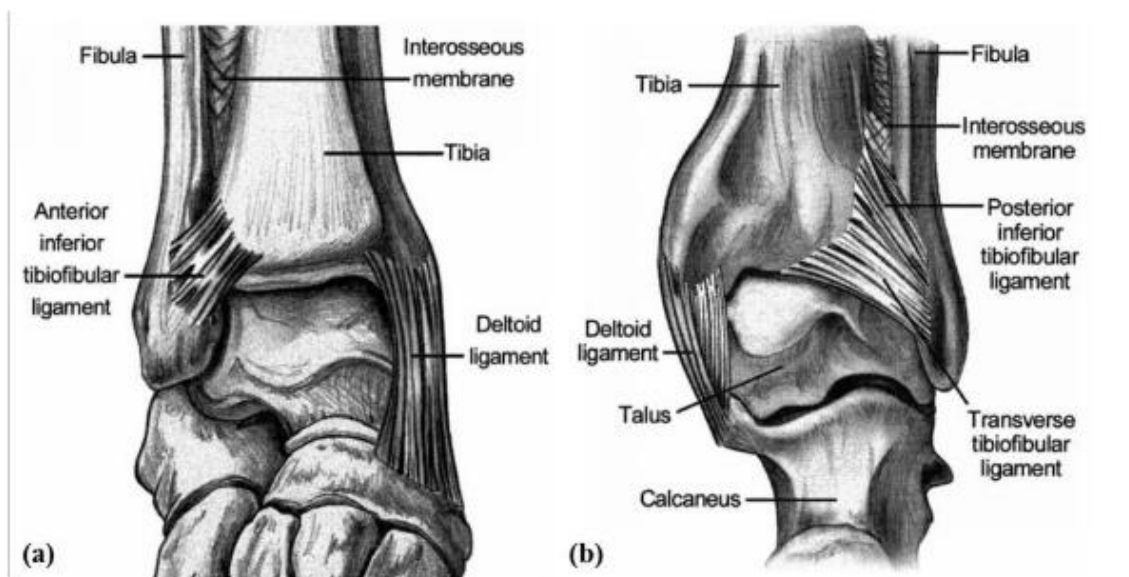 Fibula
Interosseous
membrane
Tibia
Anterior
inferior
tibiofibular
ligament
Deltoid
ligament
(a)
Tibia
Fibula
Interosseous
membrane
Posterior
inferior
tibiofibular
ligament
Deltoid
ligament
Talus
Transverse
tibiofibular
ligament
Calcaneus
(b)